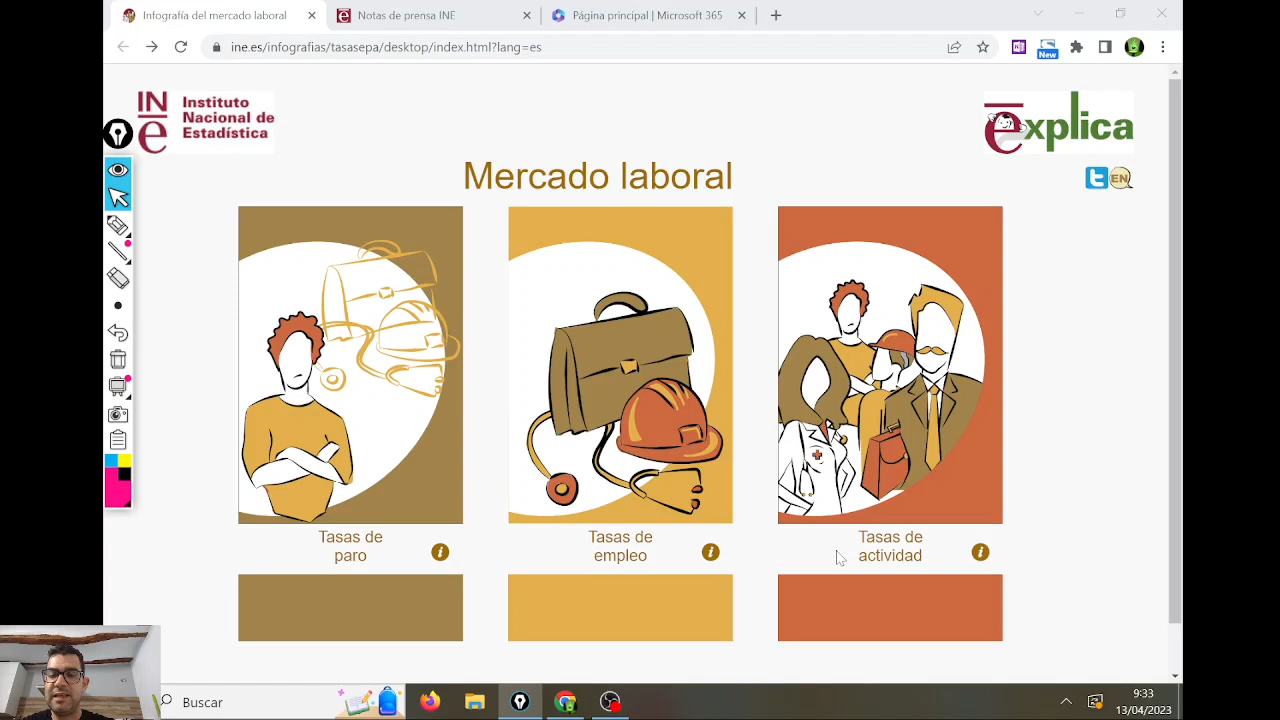 Infografía del mercado laboral
Notas de prensa INE
Página principal | Microsoft 365
ine.es/infografias/tasasepa/desktop/index.html?lang=es
New
INe
Instituto
Nacional de
Estadística
explica
EN
Mercado laboral
Tasas de
paro
i
Tasas de
empleo
i
Tasas de
actividad
i
Buscar
9:33
13/04/2023